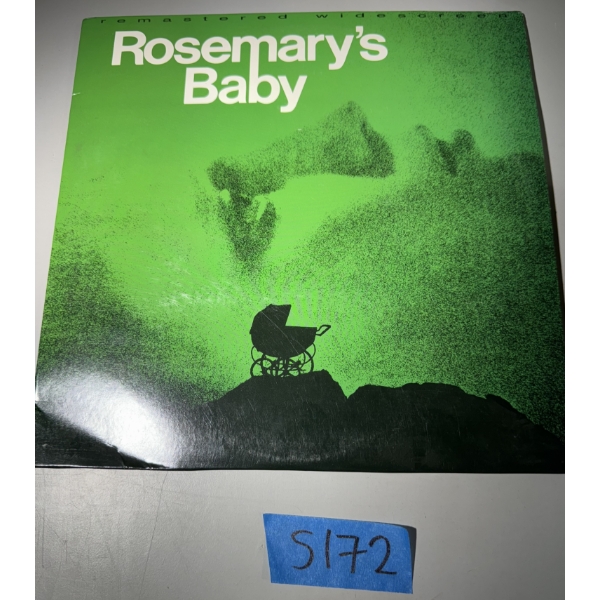 remastered widescreen
Rosemary's
Baby
S172